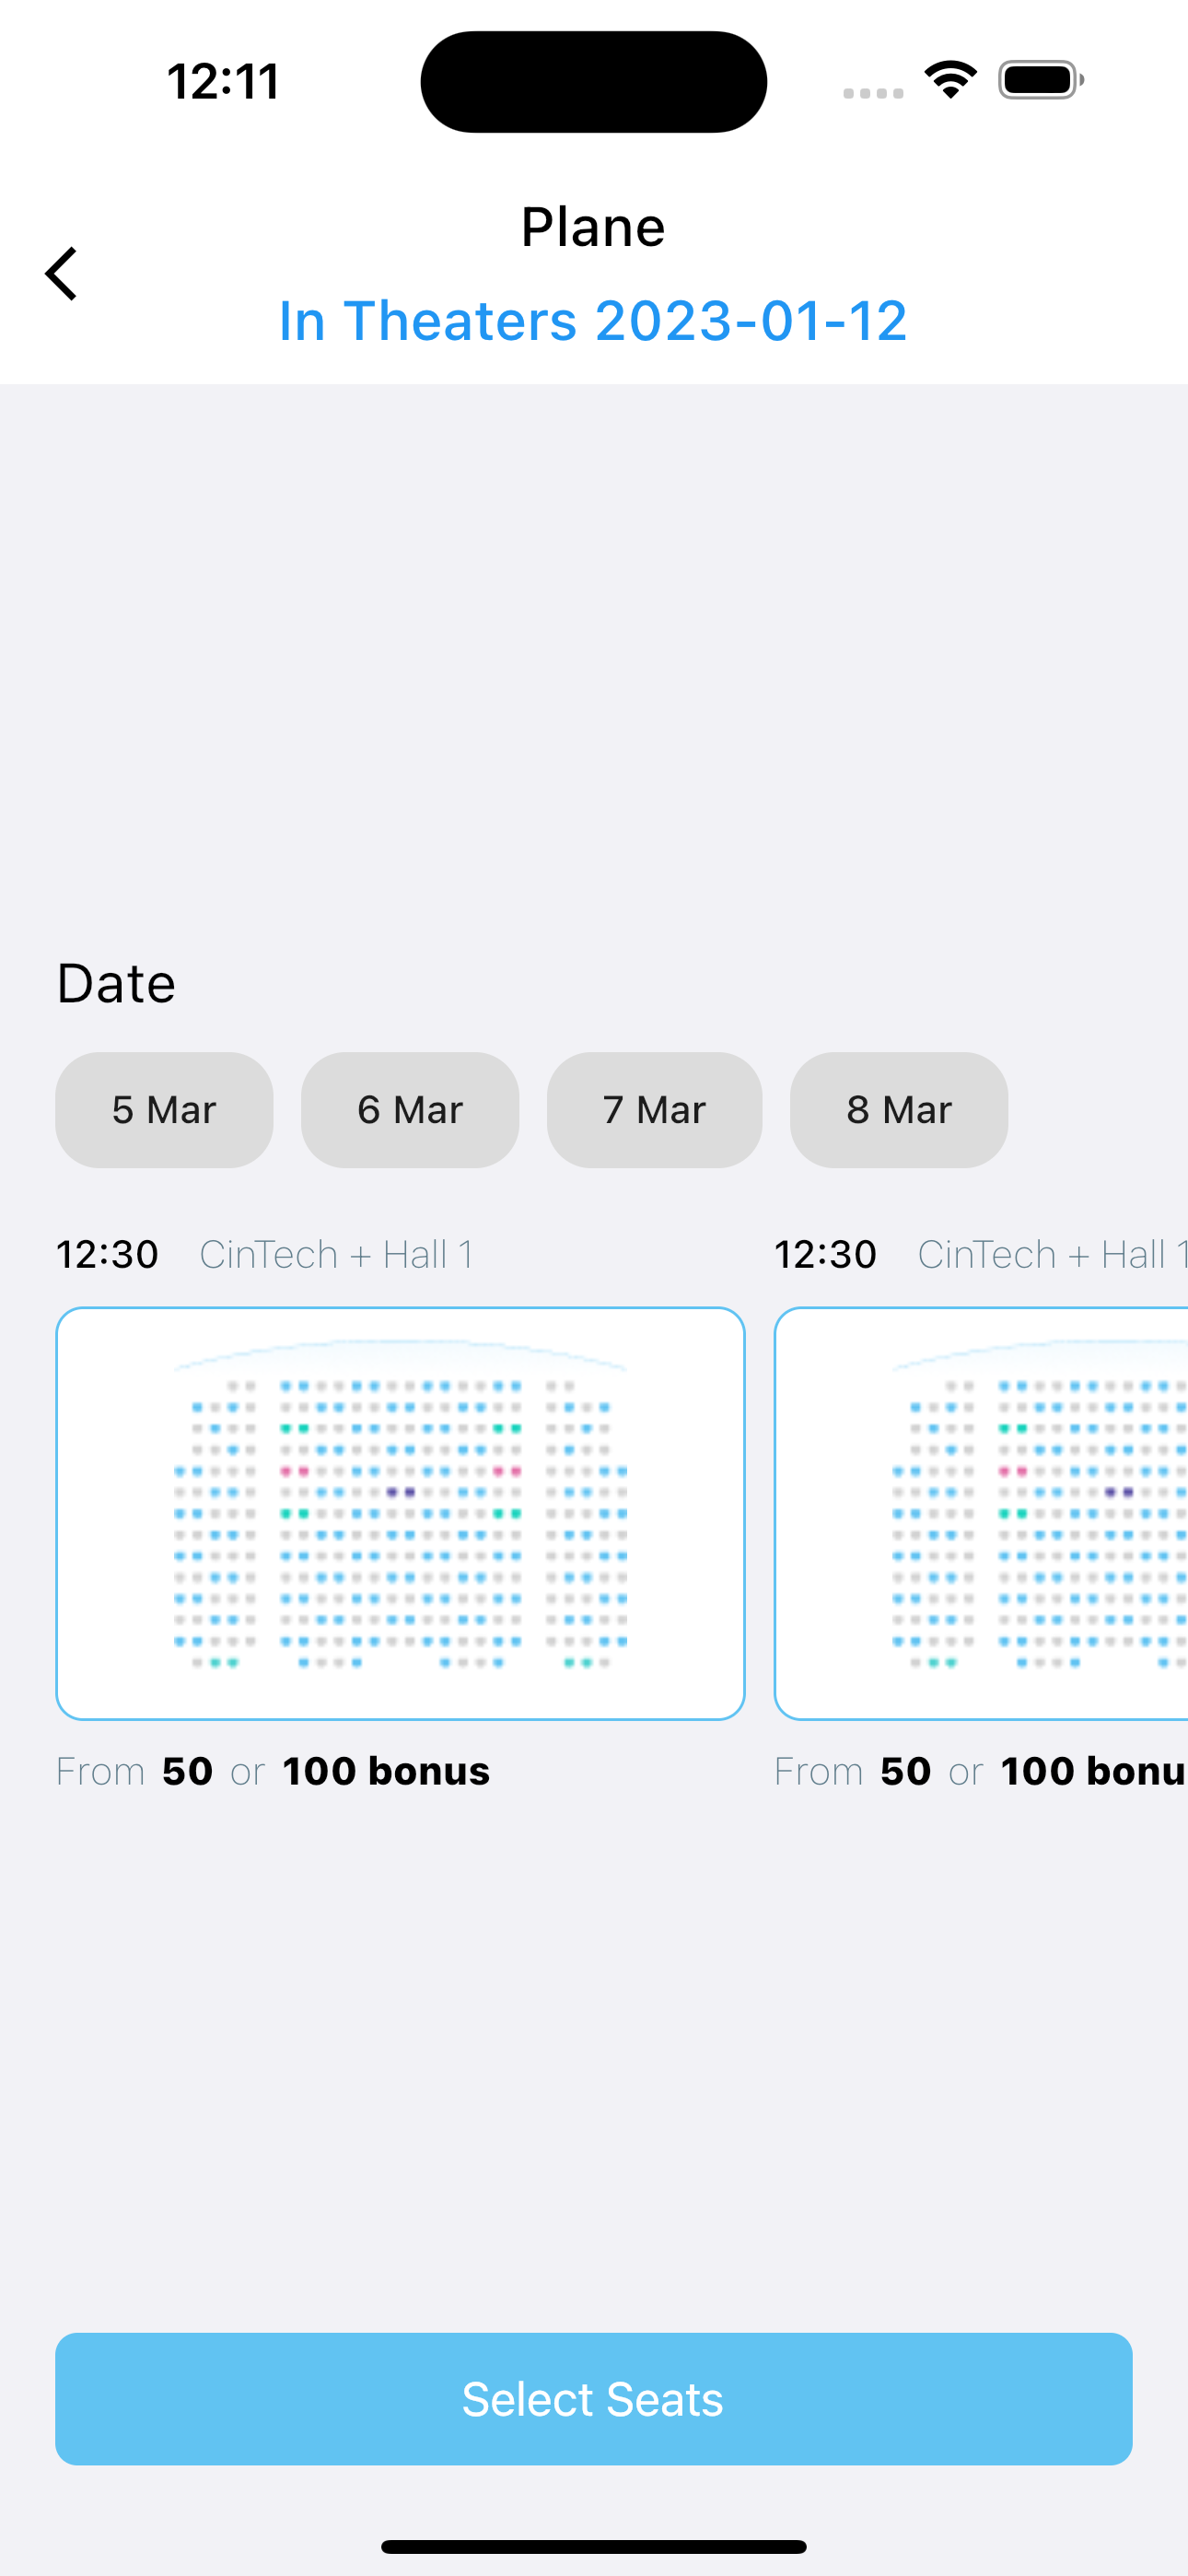 12:11
Plane
In Theaters 2023-01-12
Date
5 Mar 6 Mar 7 Mar 8 Mar
12:30 CinTech + Hall 1 12:30 CinTech + Hall 1
From 50 or 100 bonus From 50 or 100 bonu
Select Seats